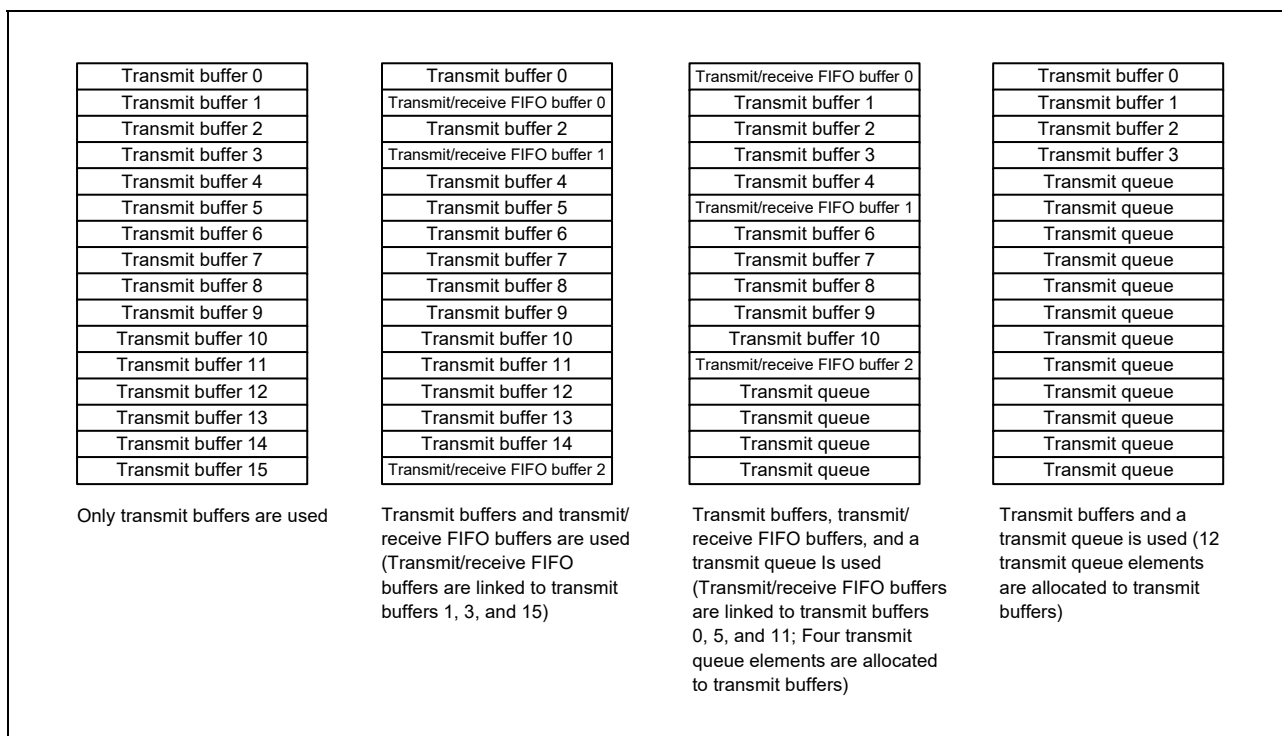 Transmit buffer 0
Transmit buffer 1
Transmit buffer 2
Transmit buffer 3
Transmit buffer 4
Transmit buffer 5
Transmit buffer 6
Transmit buffer 7
Transmit buffer 8
Transmit buffer 9
Transmit buffer 10
Transmit buffer 11
Transmit buffer 12
Transmit buffer 13
Transmit buffer 14
Transmit buffer 15
Only transmit buffers are used
Transmit buffer 0
Transmit/receive FIFO buffer 0
Transmit buffer 2
Transmit/receive FIFO buffer 1
Transmit buffer 4
Transmit buffer 5
Transmit buffer 6
Transmit buffer 7
Transmit buffer 8
Transmit buffer 9
Transmit buffer 10
Transmit buffer 11
Transmit buffer 12
Transmit buffer 13
Transmit buffer 14
Transmit/receive FIFO buffer 2
Transmit buffers and transmit/
receive FIFO buffers are used
(Transmit/receive FIFO
buffers are linked to transmit
buffers 1, 3, and 15)
Transmit/receive FIFO buffer 0
Transmit buffer 1
Transmit buffer 2
Transmit buffer 3
Transmit buffer 4
Transmit/receive FIFO buffer 1
Transmit buffer 6
Transmit buffer 7
Transmit buffer 8
Transmit buffer 9
Transmit buffer 10
Transmit/receive FIFO buffer 2
Transmit queue
Transmit queue
Transmit queue
Transmit queue
Transmit buffers, transmit/
receive FIFO buffers, and a
transmit queue Is used
(Transmit/receive FIFO buffers
are linked to transmit buffers
0, 5, and 11; Four transmit
queue elements are allocated
to transmit buffers)
Transmit buffer 0
Transmit buffer 1
Transmit buffer 2
Transmit buffer 3
Transmit queue
Transmit queue
Transmit queue
Transmit queue
Transmit queue
Transmit queue
Transmit queue
Transmit queue
Transmit queue
Transmit queue
Transmit queue
Transmit queue
Transmit buffers and a
transmit queue is used (12
transmit queue elements
are allocated to transmit
buffers)